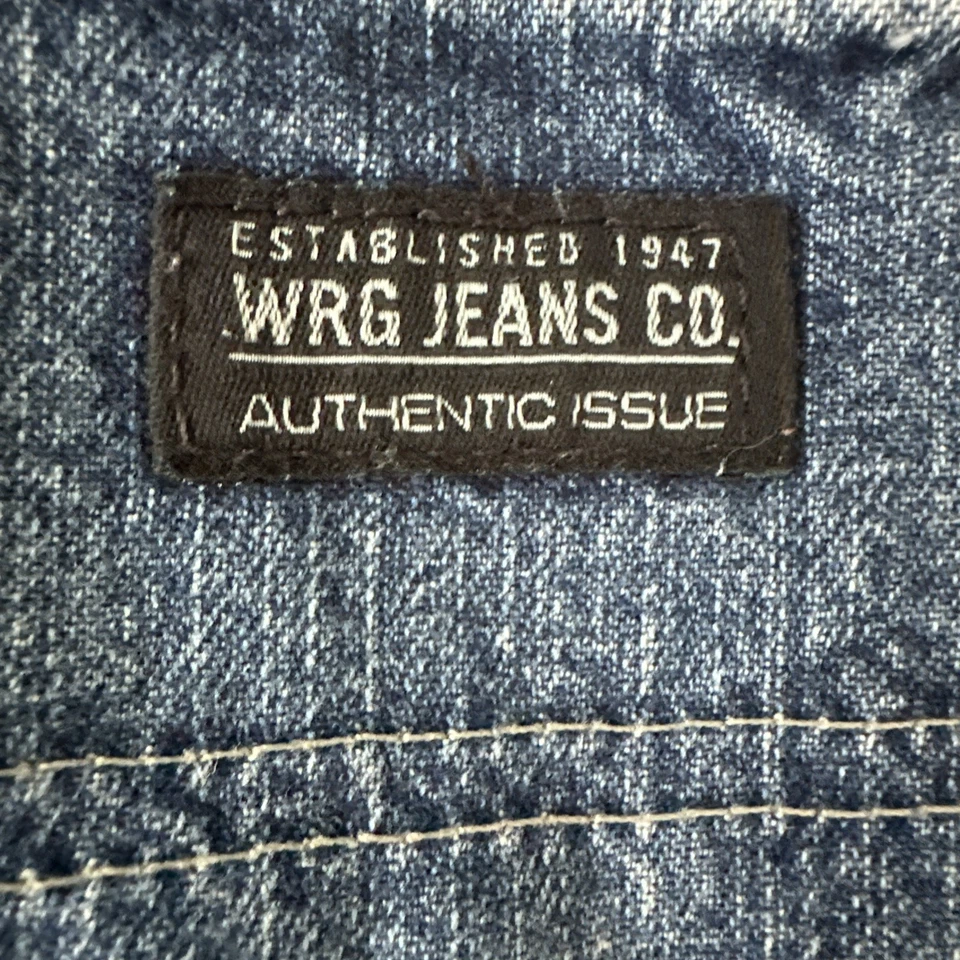 ESTABLISHED 1947
WRG JEANS CO.
AUTHENTIC ISSUE